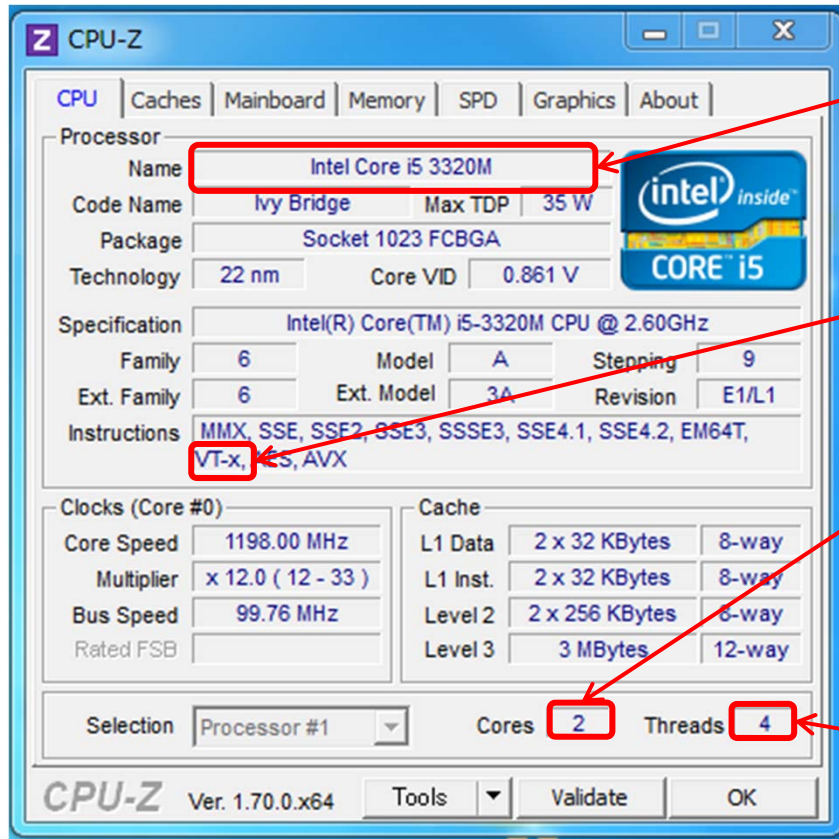 Z CPU-Z
CPU Caches Mainboard Memory SPD Graphics About
Processor
Name Intel Core i5 3320M
Code Name Ivy Bridge Max TDP 35 W
Package Socket 1023 FCBGA
Technology 22 nm Core VID 0.861 V
intel inside™
CORE™ i5
Specification Intel(R) Core(TM) i5-3320M CPU @ 2.60GHz
Family 6 Model A Stepping 9
Ext. Family 6 Ext. Model 3A Revision E1/L1
Instructions MMX, SSE, SSE2, SSE3, SSSE3, SSE4.1, SSE4.2, EM64T,
VT-x, AES, AVX
Clocks (Core #0) Cache
Core Speed 1198.00 MHz L1 Data 2 x 32 KBytes 8-way
Multiplier x 12.0 ( 12 - 33 ) L1 Inst. 2 x 32 KBytes 8-way
Bus Speed 99.76 MHz Level 2 2 x 256 KBytes 8-way
Rated FSB Level 3 3 MBytes 12-way
Selection Processor #1 Cores 2 Threads 4
CPU-Z Ver. 1.70.0.x64 Tools Validate OK